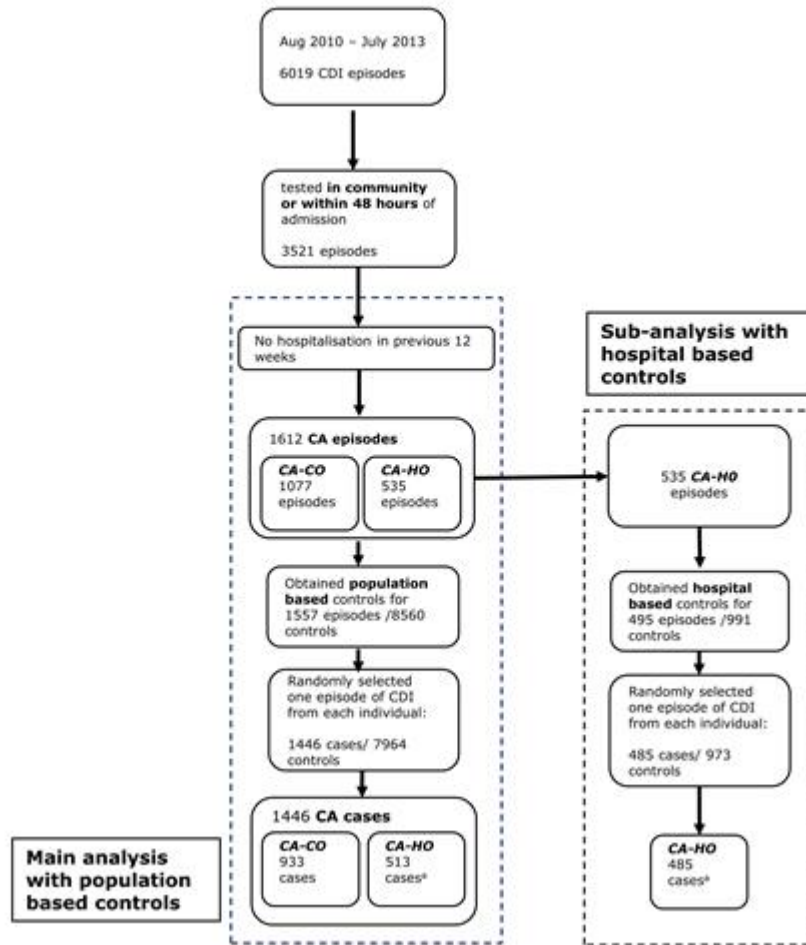 Aug 2010 – July 2013
6019 CDI episodes
tested in community
or within 48 hours of
admission
3521 episodes
No hospitalisation in previous 12
weeks
1612 CA episodes
CA-CO
1077
episodes
CA-HO
535
episodes
Obtained population
based controls for
1557 episodes /8560
controls
Randomly selected
one episode of CDI
from each individual:
1446 cases/ 7964
controls
1446 CA cases
CA-CO
933
cases
CA-HO
513
casesª
Main analysis
with population
based controls
Sub-analysis with
hospital based
controls
535 CA-H0
episodes
Obtained hospital
based controls for
495 episodes /991
controls
Randomly selected
one episode of CDI
from each individual:
485 cases/ 973
controls
CA-HO
485
casesª